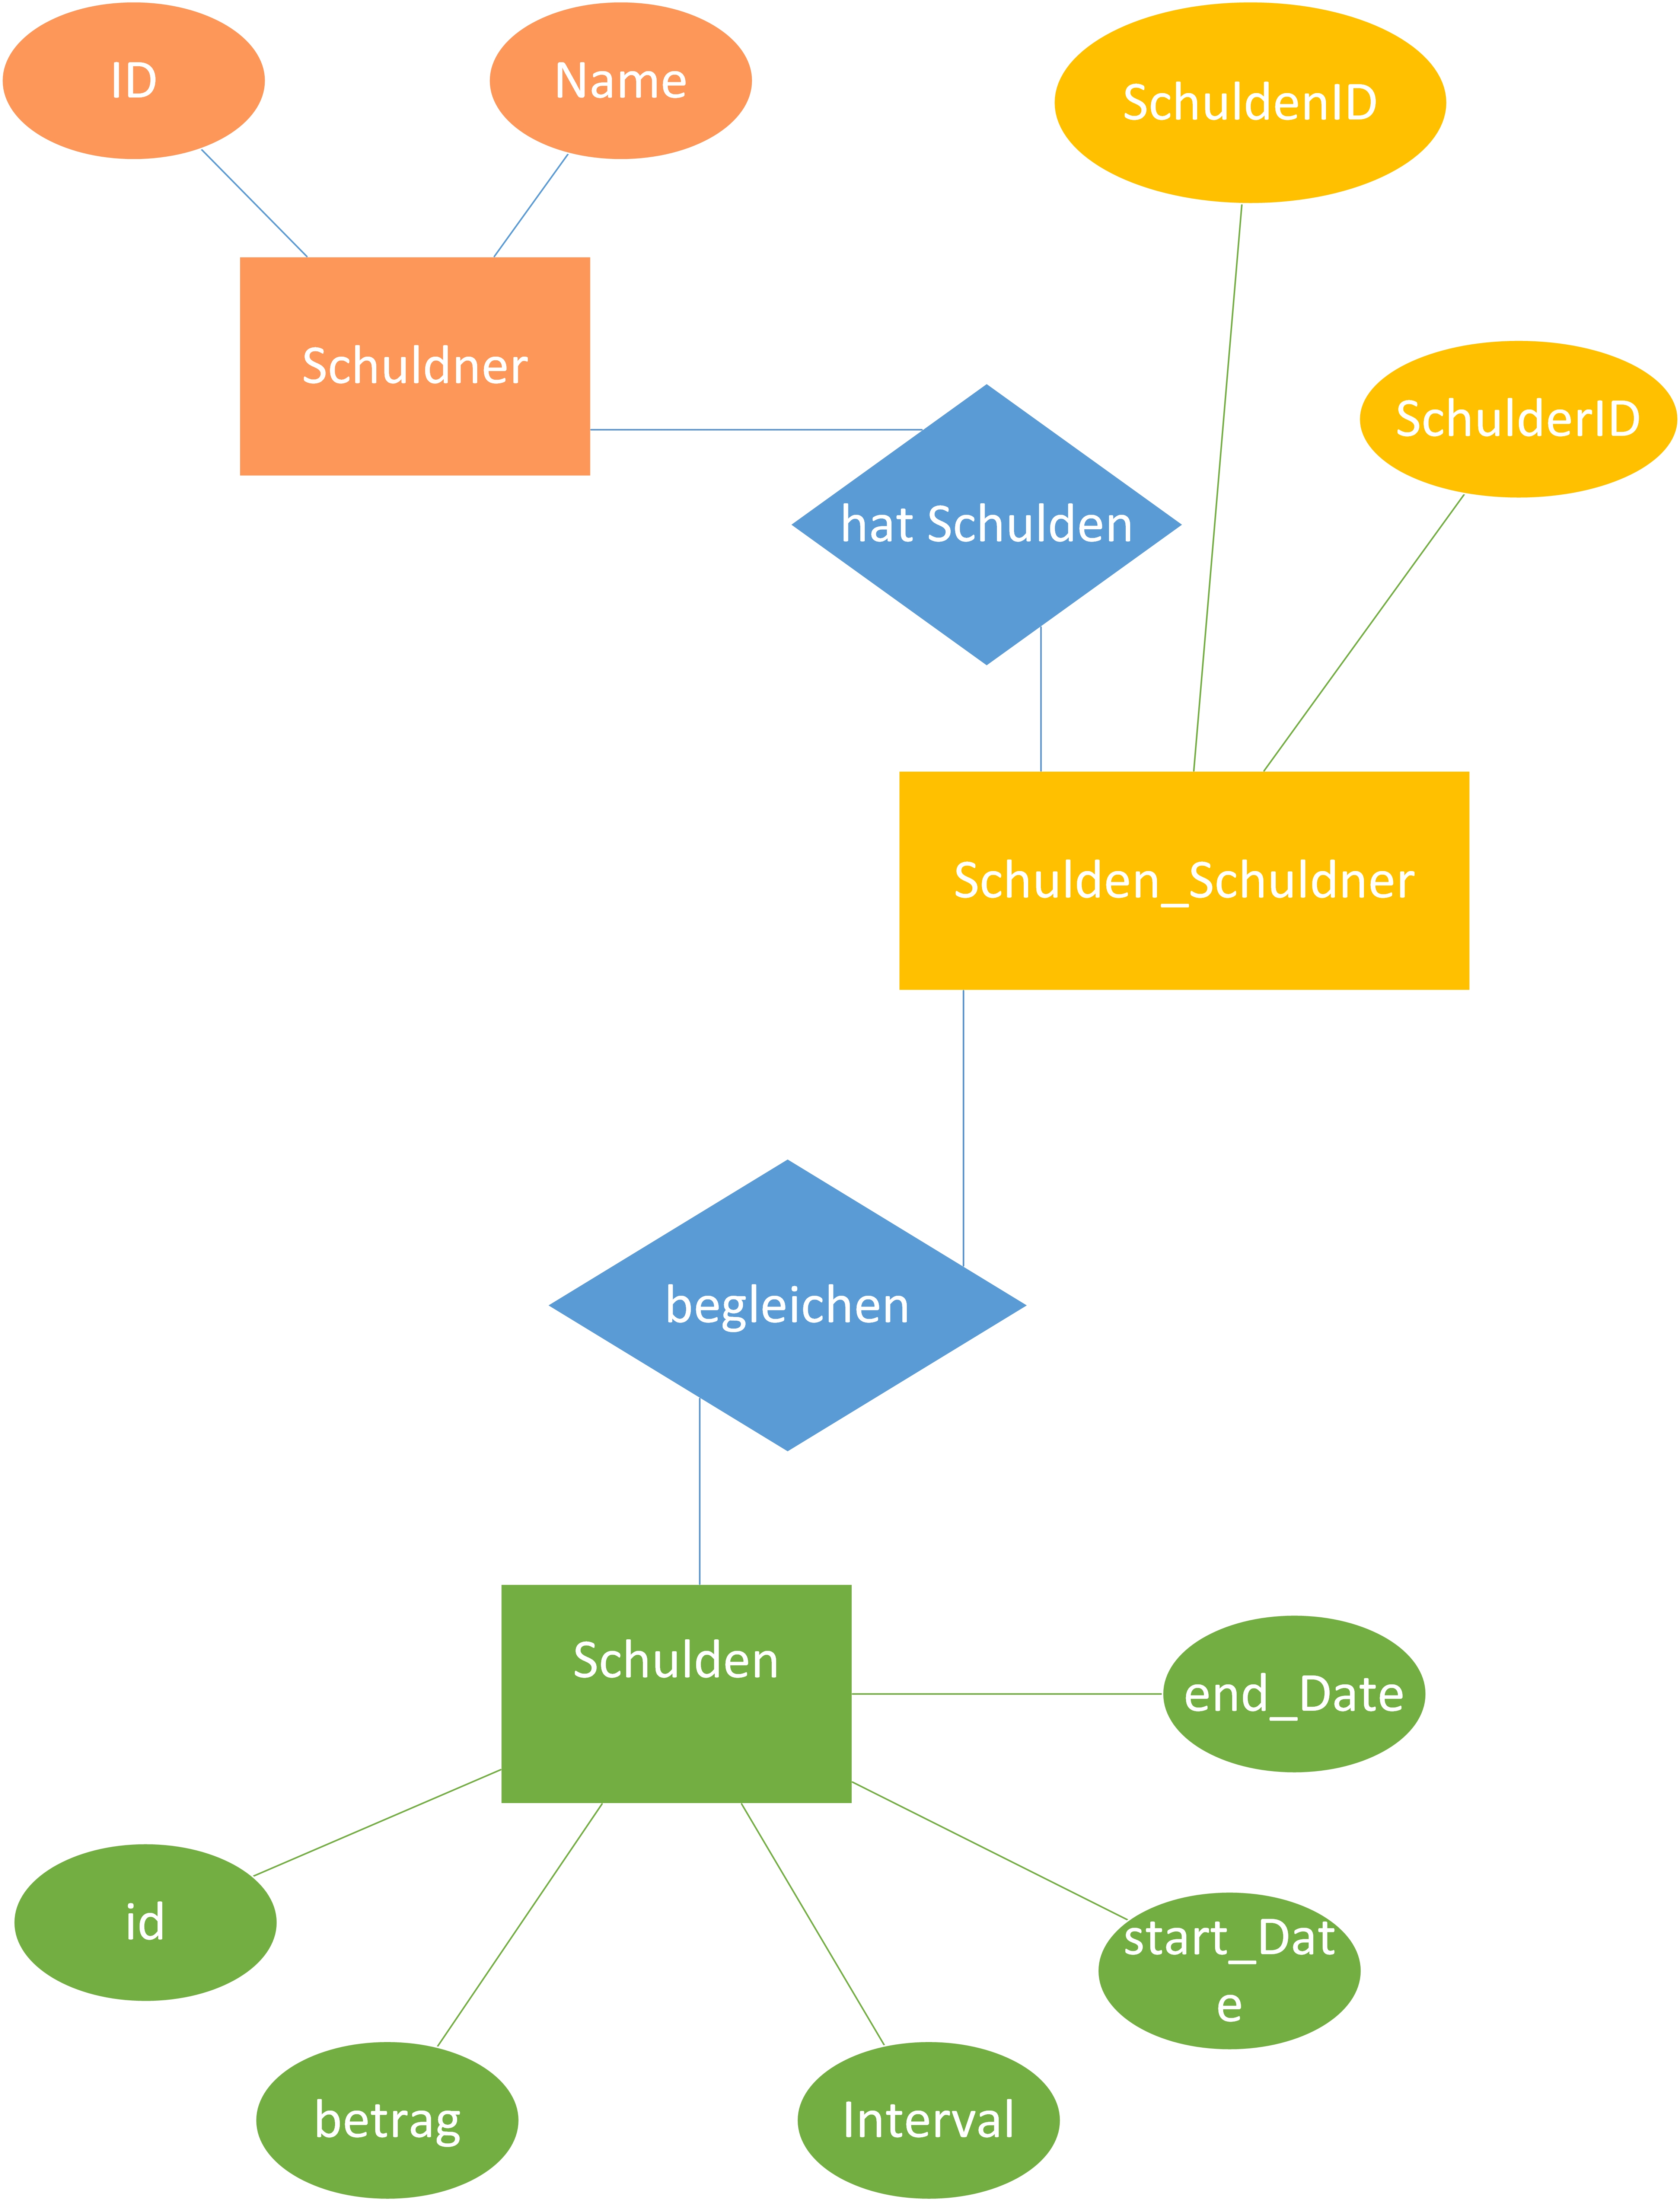 ID
Name
SchuldenID
Schuldner
SchulderID
hat Schulden
Schulden_Schuldner
begleichen
Schulden
end_Date
id
start_Dat
e
betrag
Interval